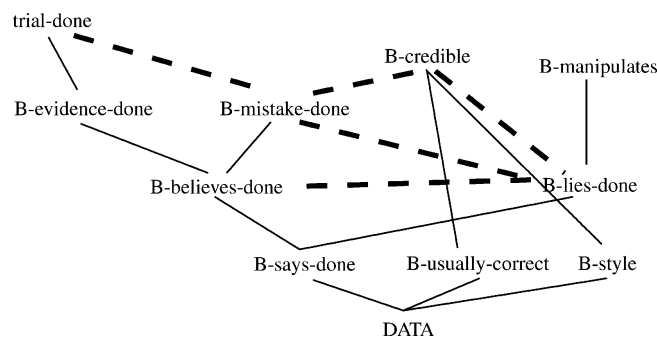 trial-done
B-credible
B-manipulates
B-evidence-done
B-mistake-done
B-believes-done
B-lies-done
B-says-done
B-usually-correct
B-style
DATA